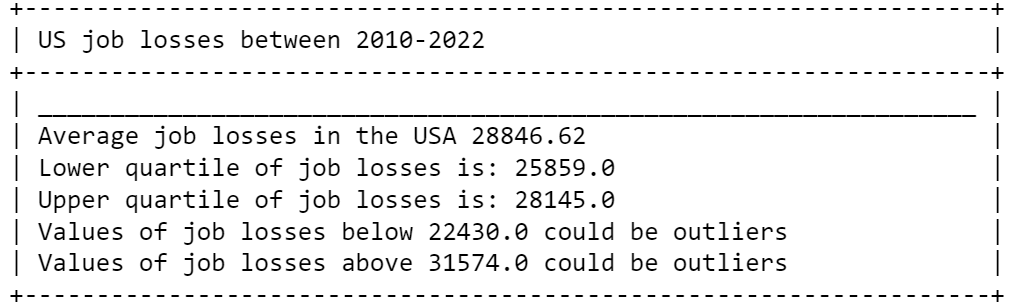 +-------------------------------------------------------------------+
| US job losses between 2010-2022                                   |
+-------------------------------------------------------------------+
| _________________________________________________________________ |
| Average job losses in the USA 28846.62                            |
| Lower quartile of job losses is: 25859.0                          |
| Upper quartile of job losses is: 28145.0                          |
| Values of job losses below 22430.0 could be outliers              |
| Values of job losses above 31574.0 could be outliers              |
+-------------------------------------------------------------------+